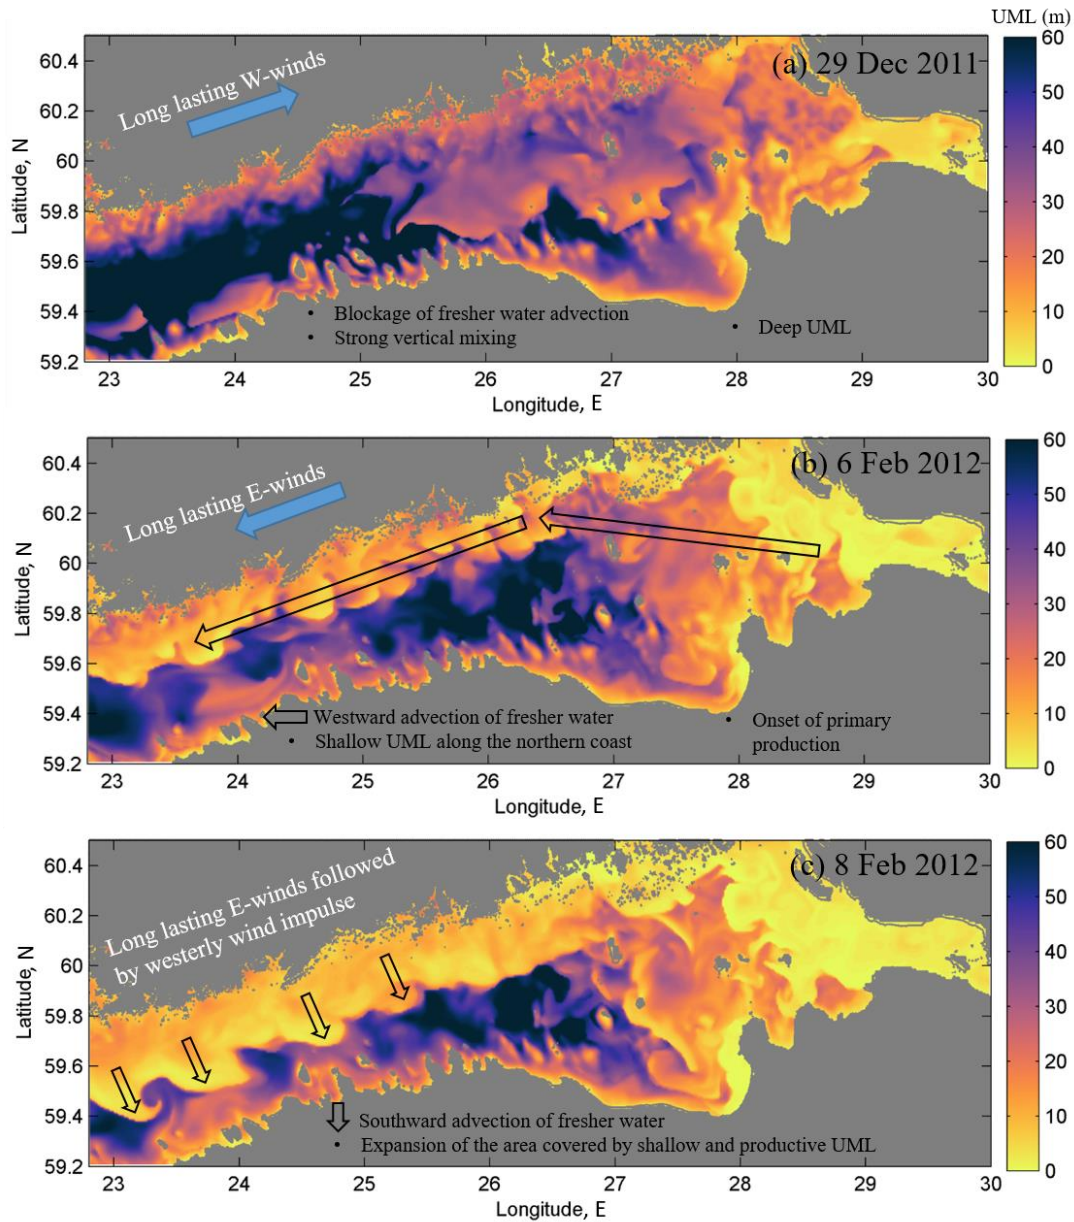 UML (m)
60
50
40
30
20
10
0
60.4
60.2
60
59.8
59.6
59.4
59.2
Latitude, N
(a) 29 Dec 2011
Long lasting W-winds
• Blockage of fresher water advection
• Strong vertical mixing
• Deep UML
23 24 25 26 27 28 29 30
Longitude, E
60
50
40
30
20
10
0
60.4
60.2
60
59.8
59.6
59.4
59.2
Latitude, N
(b) 6 Feb 2012
Long lasting E-winds
Westward advection of fresher water
• Shallow UML along the northern coast
• Onset of primary
production
23 24 25 26 27 28 29 30
Longitude, E
60
50
40
30
20
10
0
60.4
60.2
60
59.8
59.6
59.4
59.2
Latitude, N
(c) 8 Feb 2012
Long lasting E-winds followed
by westerly wind impulse
Southward advection of fresher water
• Expansion of the area covered by shallow and productive UML
23 24 25 26 27 28 29 30
Longitude, E